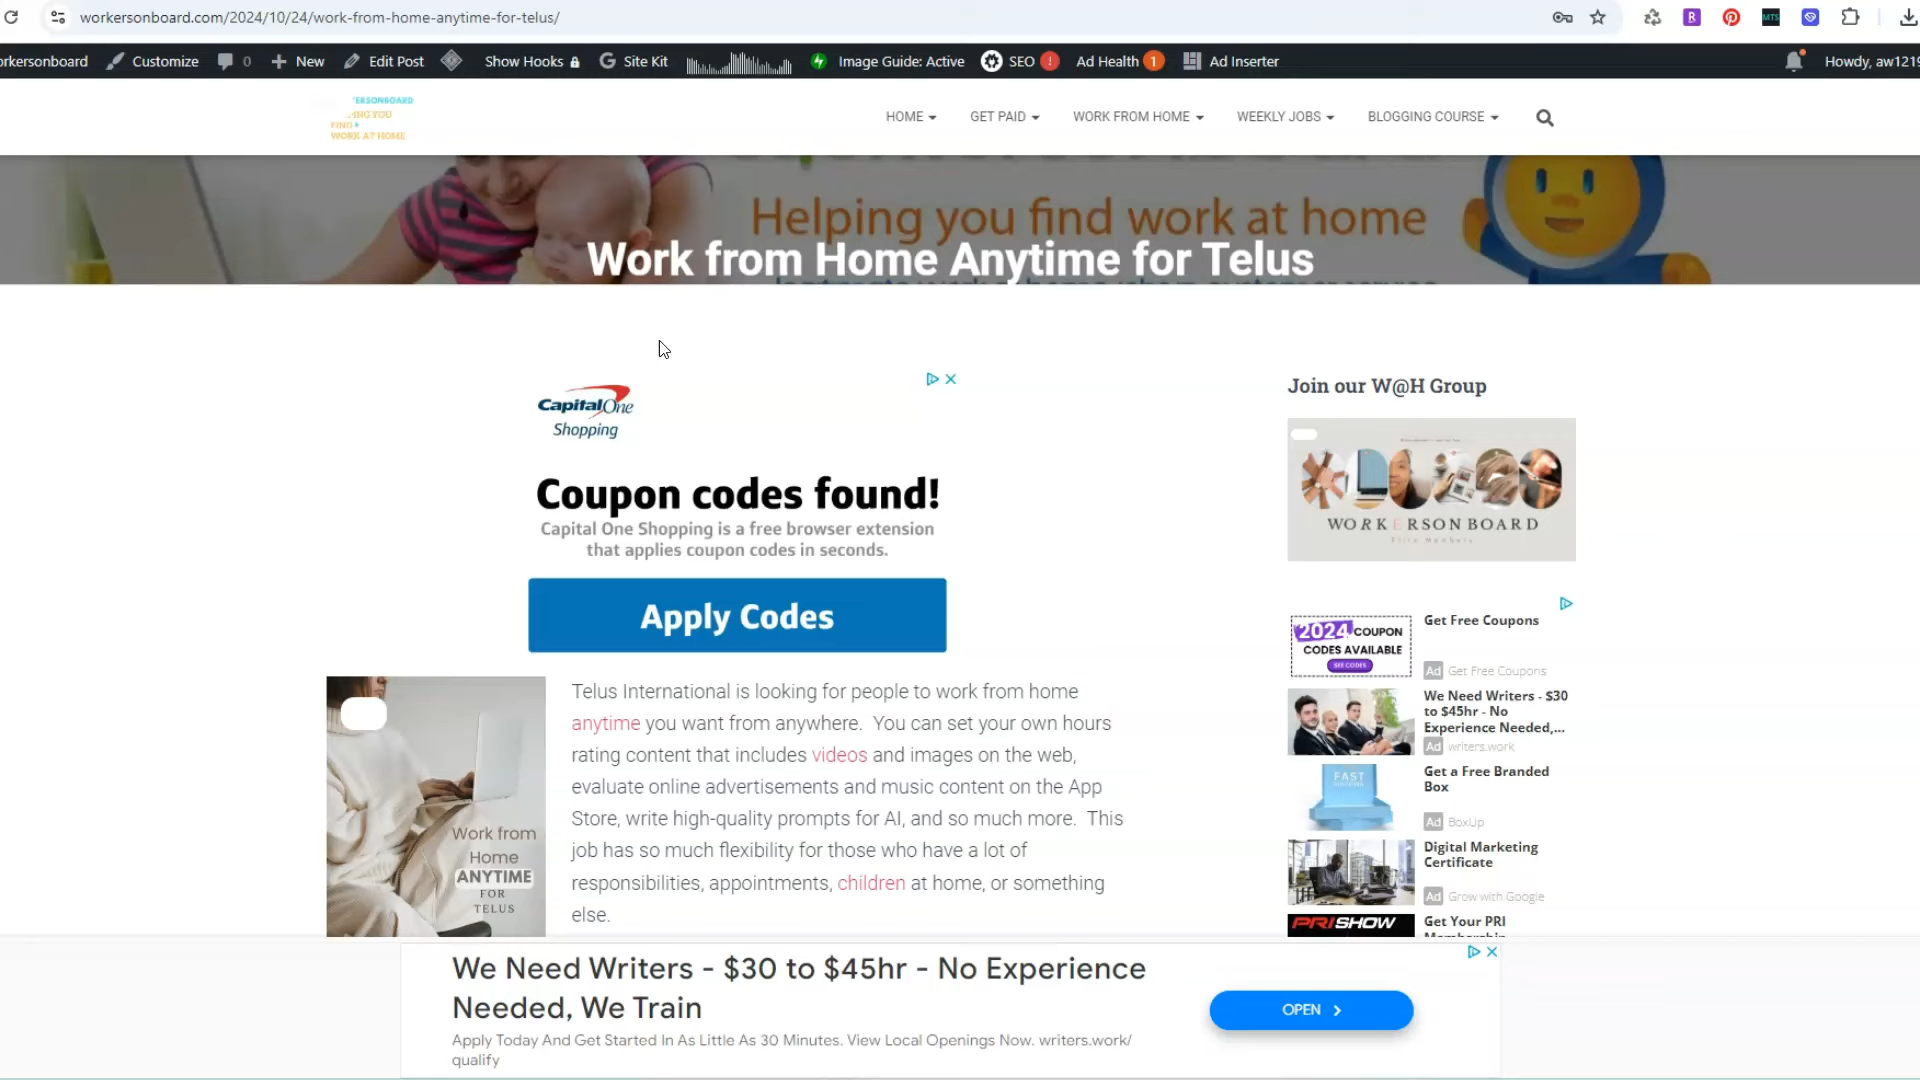 workersonboard.com/2024/10/24/work-from-home-anytime-for-telus/
R
MTS
orkersonboard
Customize
0
New
Edit Post
Show Hooks
Site Kit
Image Guide: Active
SEO
!
Ad Health
1
Ad Inserter
Howdy, aw1219
ERSONBOARD
ING YOU
FIND
WORK AT HOME
HOME
GET PAID
WORK FROM HOME
WEEKLY JOBS
BLOGGING COURSE
Helping you find work at home
Work from Home Anytime for Telus
CapitalOne
Shopping
Coupon codes found!
Capital One Shopping is a free browser extension
that applies coupon codes in seconds.
Apply Codes
Work from
Home
ANYTIME
FOR
TELUS
Telus International is looking for people to work from home
anytime you want from anywhere. You can set your own hours
rating content that includes videos and images on the web,
evaluate online advertisements and music content on the App
Store, write high-quality prompts for AI, and so much more. This
job has so much flexibility for those who have a lot of
responsibilities, appointments, children at home, or something
else.
Join our W@H Group
WORKERSONBOARD
Elite Members
2024 COUPON
CODES AVAILABLE
SEE CODES
Get Free Coupons
Ad Get Free Coupons
We Need Writers - $30
to $45hr - No
Experience Needed,...
Ad writers.work
FAST
Get a Free Branded
Box
Ad BoxUp
Digital Marketing
Certificate
Ad Grow with Google
PRI SHOW
Get Your PRI
Membership
We Need Writers - $30 to $45hr - No Experience
Needed, We Train
Apply Today And Get Started In As Little As 30 Minutes. View Local Openings Now. writers.work/
qualify
OPEN